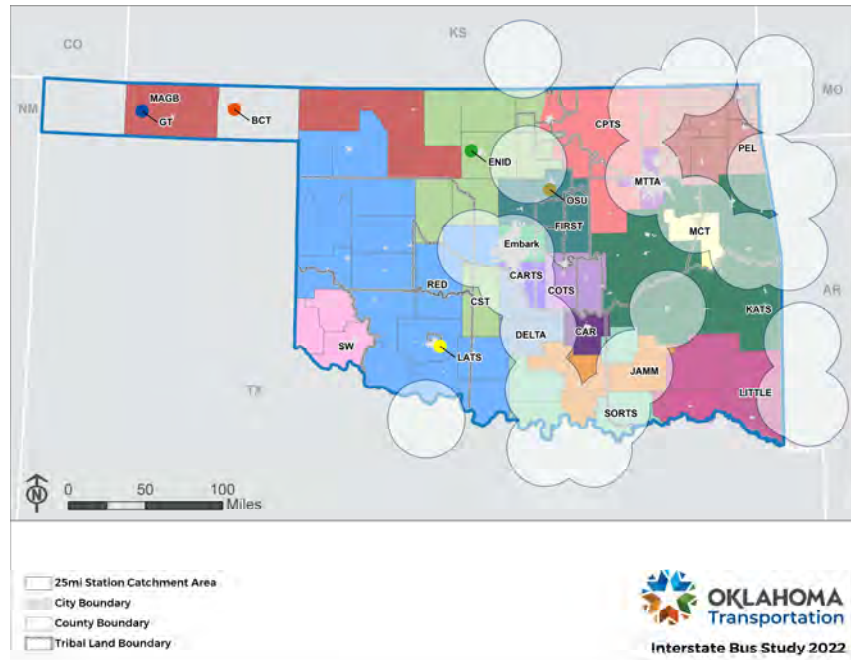 CO
KS
MO
NM
MAGB
GT
BCT
CPTS
PEL
ENID
MTTA
OSU
FIRST
MCT
Embark
CARTS
COTS
RED
CST
AR
KATS
DELTA
CAR
SW
LATS
JAMM
TX
LITTLE
SORTS
N
0 50 100
Miles
25mi Station Catchment Area
City Boundary
County Boundary
Tribal Land Boundary
OKLAHOMA
Transportation
Interstate Bus Study 2022